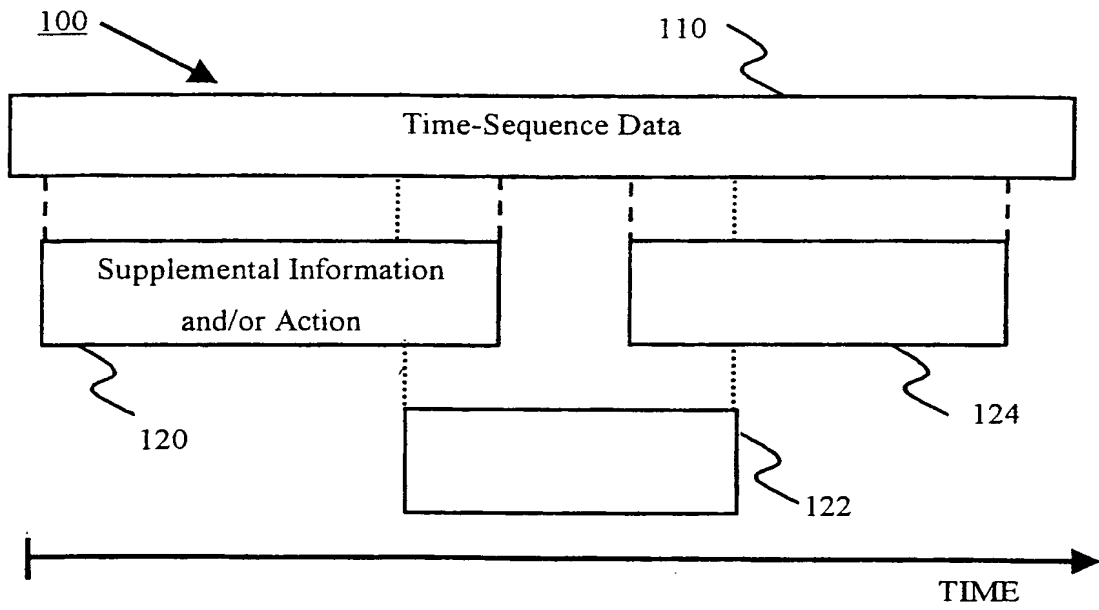 100
110
Time-Sequence Data
Supplemental Information
and/or Action
120
124
122
TIME